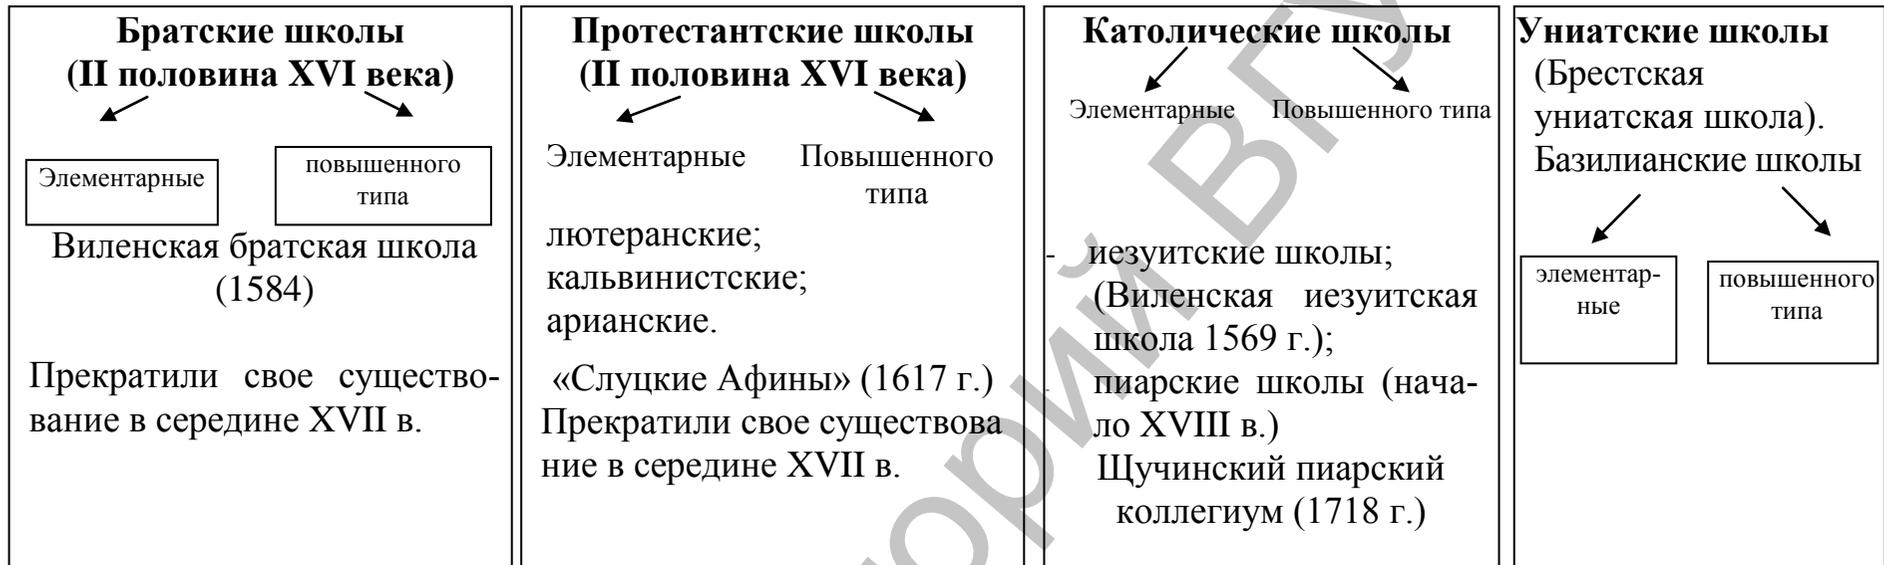 Братские школы
(II половина XVI века)
Элементарные
повышенного
типа
Виленская братская школа
(1584)
Прекратили свое существо-
вание в середине XVII в.
Протестантские школы
(II половина XVI века)
Элементарные
Повышенного
типа
лютеранские;
кальвинистские;
арианские.
«Слуцкие Афины» (1617 г.)
Прекратили свое существова
ние в середине XVII в.
Католические школы
Элементарные
Повышенного типа
- иезуитские школы;
(Виленская иезуитская
школа 1569 г.);
- пиарские школы (нача-
ло XVIII в.)
Щучинский пиарский
коллегиум (1718 г.)
Униатские школы
(Брестская
униатская школа).
Базилианские школы
элементар-
ные
повышенного
типа
орий ВГУ